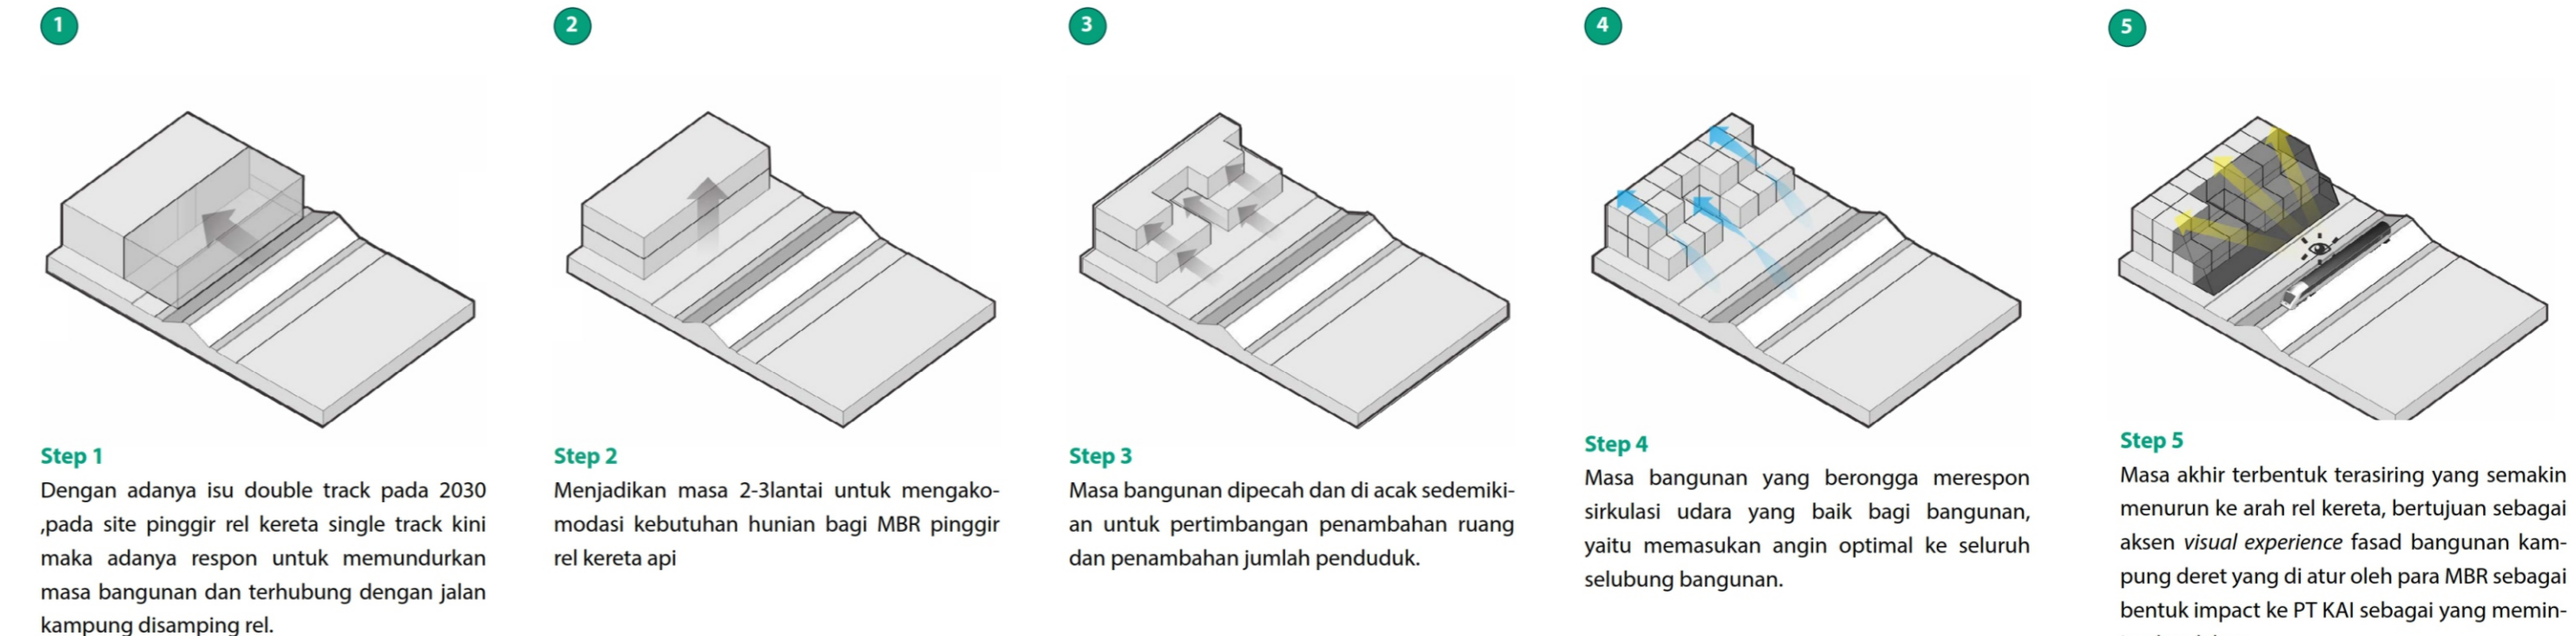 1
2
3
4
5
Step 1
Dengan adanya isu double track pada 2030
,pada site pinggir rel kereta single track kini
maka adanya respon untuk memundurkan
masa bangunan dan terhubung dengan jalan
kampung disamping rel.
Step 2
Menjadikan masa 2-3lantai untuk mengako-
modasi kebutuhan hunian bagi MBR pinggir
rel kereta api
Step 3
Masa bangunan dipecah dan di acak sedemiki-
an untuk pertimbangan penambahan ruang
dan penambahan jumlah penduduk.
Step 4
Masa bangunan yang berongga merespon
sirkulasi udara yang baik bagi bangunan,
yaitu memasukan angin optimal ke seluruh
selubung bangunan.
Step 5
Masa akhir terbentuk terasiring yang semakin
menurun ke arah rel kereta, bertujuan sebagai
aksen visual experience fasad bangunan kam-
pung deret yang di atur oleh para MBR sebagai
bentuk impact ke PT KAI sebagai yang memin-